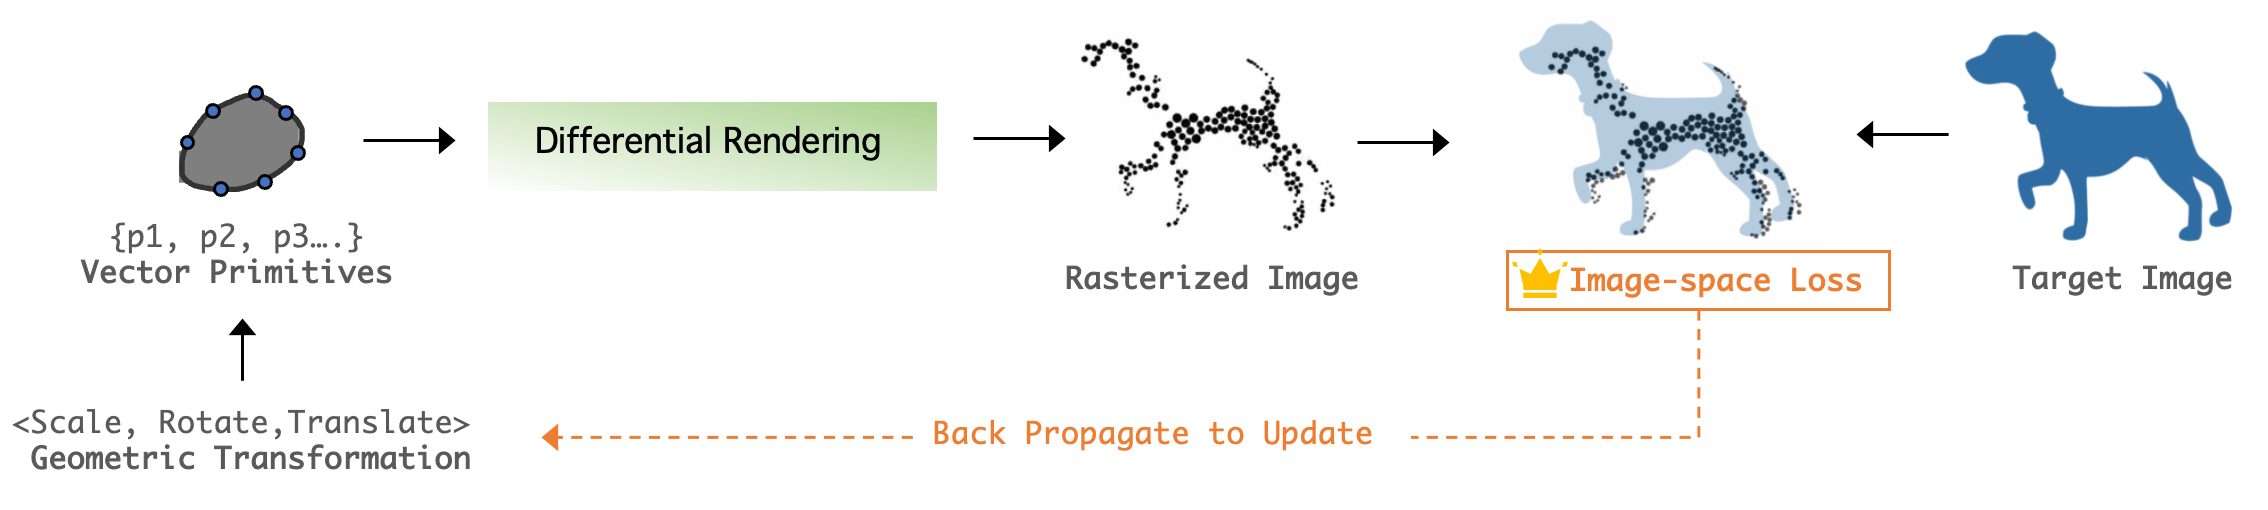 Differential Rendering
{p1, p2, p3….}
Vector Primitives
Rasterized Image
Image-space Loss
Target Image
<Scale, Rotate,Translate>
Geometric Transformation
Back Propagate to Update